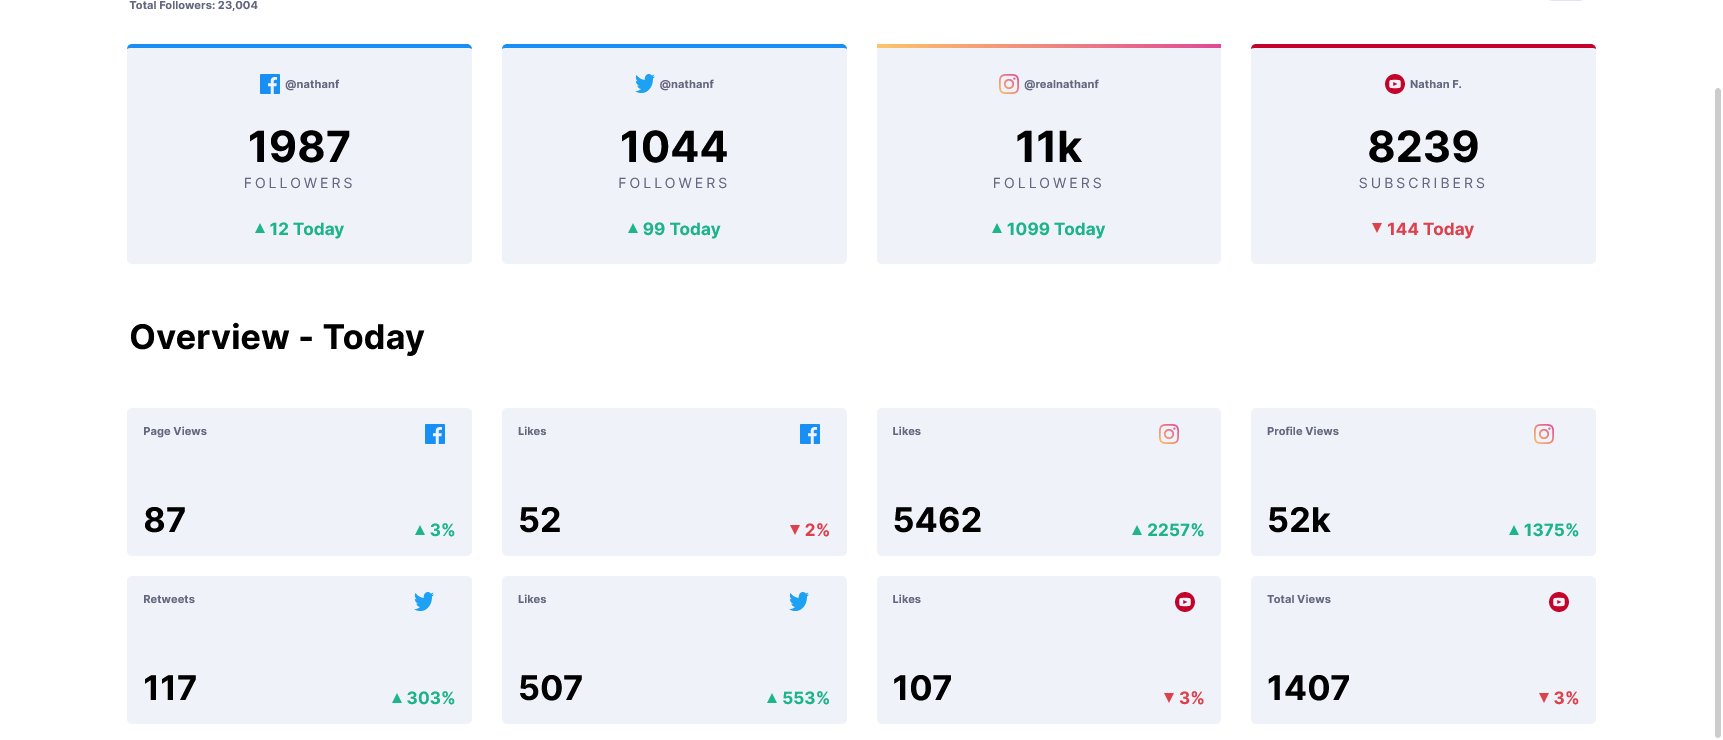 Total Followers: 23,004
@nathanf
1987
FOLLOWERS
12 Today
@nathanf
1044
FOLLOWERS
99 Today
@realnathanf
11k
FOLLOWERS
1099 Today
Nathan F.
8239
SUBSCRIBERS
144 Today
Overview - Today
Page Views
87
3%
Likes
52
2%
Likes
5462
2257%
Profile Views
52k
1375%
Retweets
117
303%
Likes
507
553%
Likes
107
3%
Total Views
1407
3%